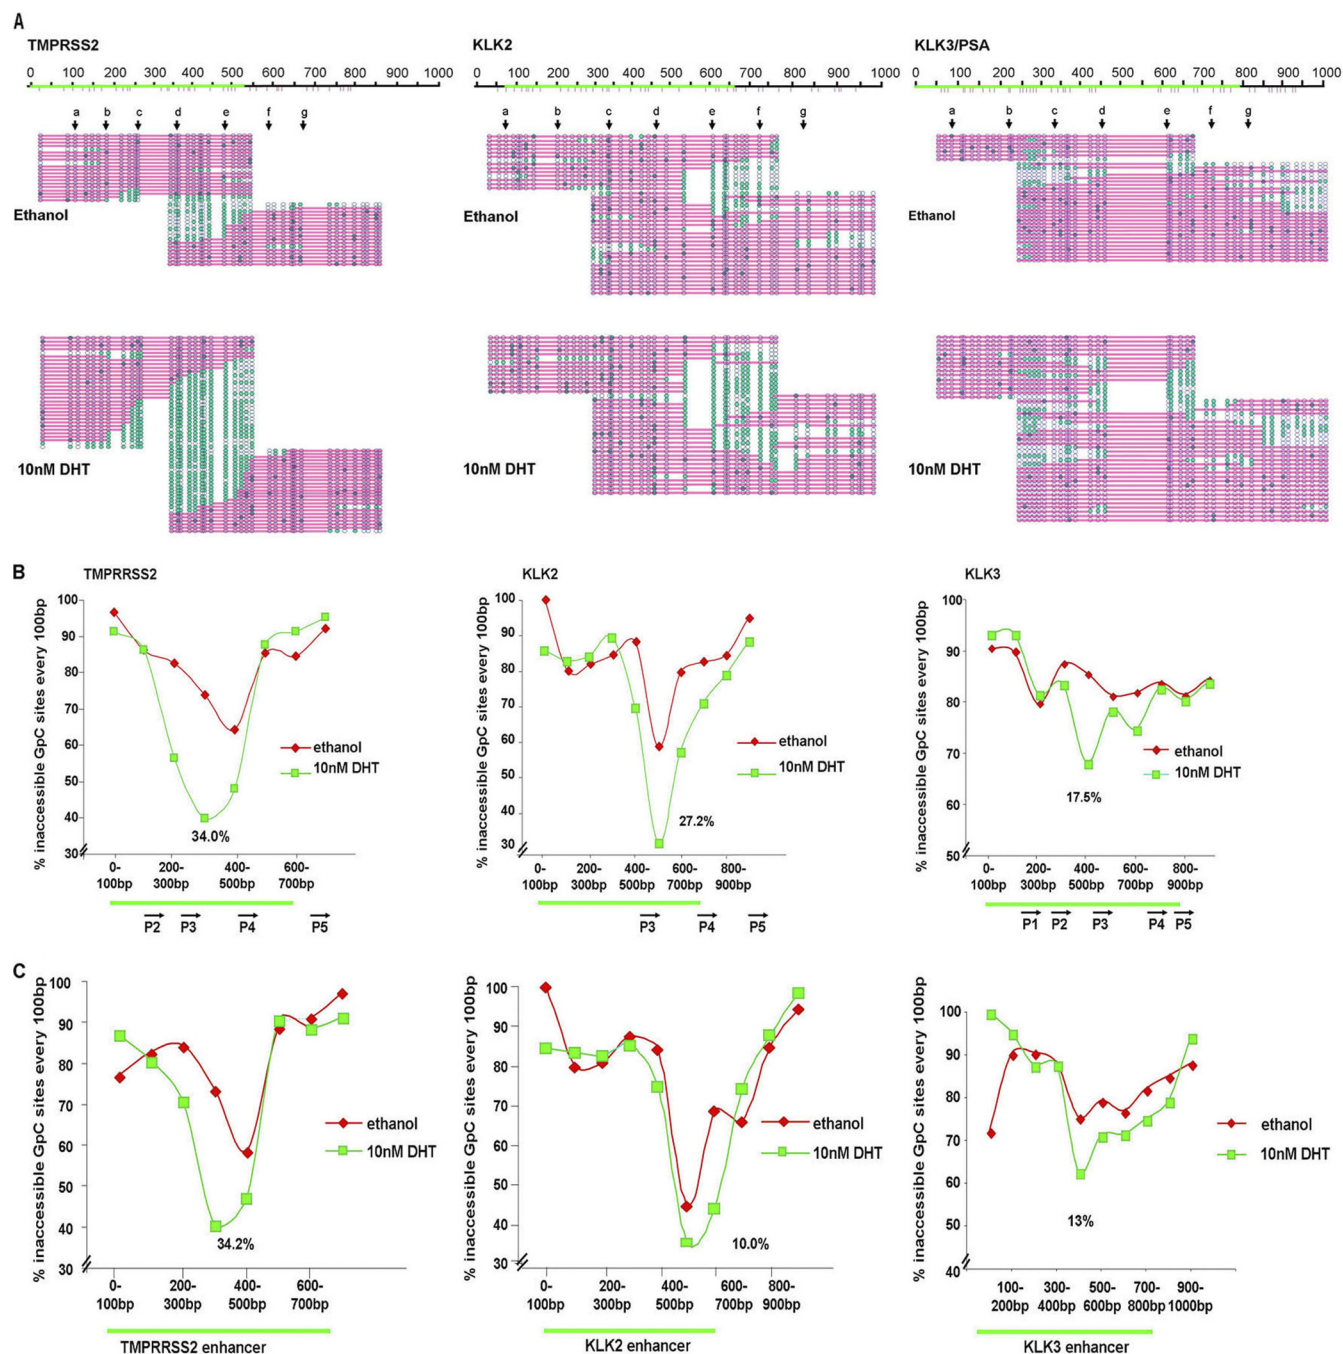 A
TMPRSS2
KLK2
KLK3/PSA
0 100 200 300 400 500 600 700 800 900 1000
0 100 200 300 400 500 600 700 800 900 1000
0 100 200 300 400 500 600 700 800 900 1000
a b c d e f g
a b c d e f g
a b c d e f g
Ethanol
Ethanol
Ethanol
10nM DHT
10nM DHT
10nM DHT
B
TMPRRSS2
% inaccessible GpC sites every 100bp
100
90
80
70
60
50
40
30
ethanol
10nM DHT
34.0%
0-100bp
200-300bp
400-500bp
600-700bp
P2 P3 P4 P5
KLK2
% inaccessible GpC sites every 100bp
100
90
80
70
60
50
40
30
ethanol
10nM DHT
27.2%
0-100bp
200-300bp
400-500bp
600-700bp
800-900bp
P3 P4 P5
KLK3
% inaccessible GpC sites every 100bp
100
90
80
70
60
50
ethanol
10nM DHT
17.5%
0-100bp
200-300bp
400-500bp
600-700bp
800-900bp
P1 P2 P3 P4 P5
C
% inaccessible GpC sites every 100bp
100
90
80
70
60
50
40
30
ethanol
10nM DHT
34.2%
0-100bp
200-300bp
400-500bp
600-700bp
TMPRRSS2 enhancer
% inaccessible GpC sites every 100bp
100
90
80
70
60
50
40
30
ethanol
10nM DHT
10.0%
0-100bp
200-300bp
400-500bp
600-700bp
800-900bp
KLK2 enhancer
% inaccessible GpC sites every 100bp
100
90
80
70
60
50
40
ethanol
10nM DHT
13%
100-200bp
300-400bp
500-600bp
700-800bp
900-1000bp
KLK3 enhancer